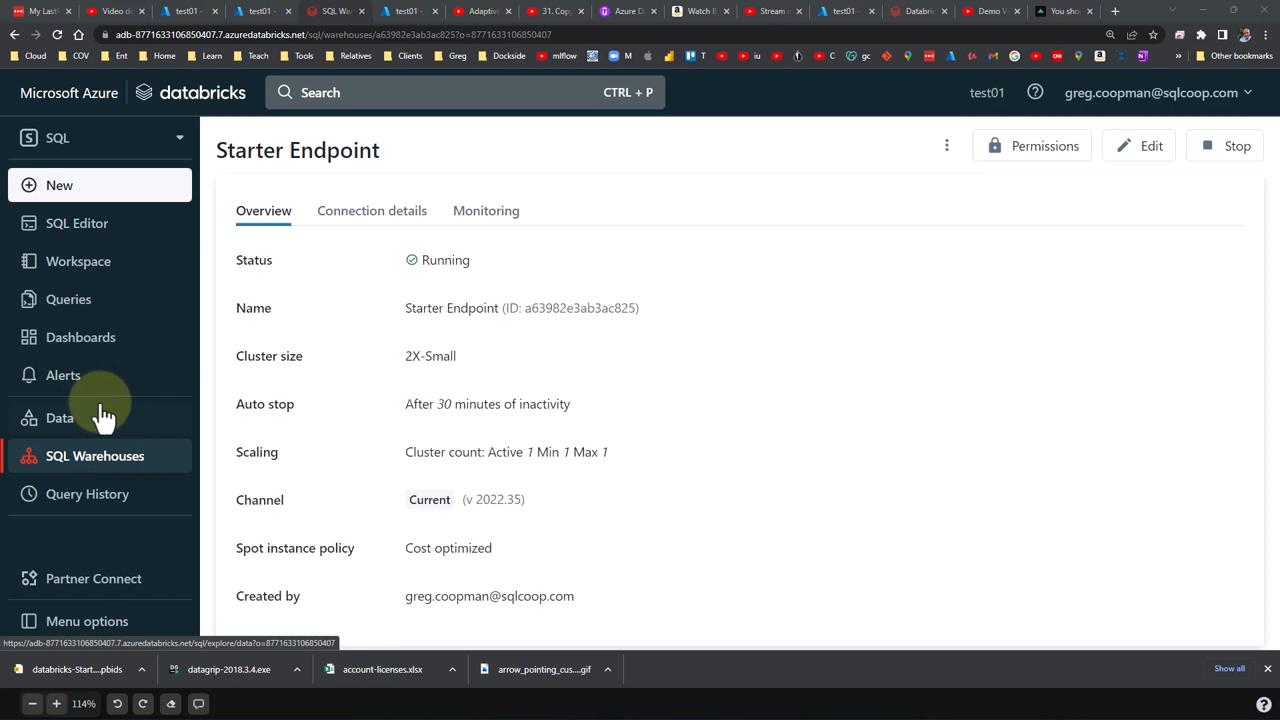 My Last
Video de
test01 -
test01 -
SQL War
test01 -
Adaptive
31. Copy
Azure Da
Watch B
Stream n
test01 -
Databric
Demo V
You sho
adb-8771633106850407.7.azuredatabricks.net/sql/warehouses/a63982e3ab3ac825?o=8771633106850407
Cloud
COV
Ent
Home
Learn
Teach
Tools
Relatives
Clients
Greg
Dockside
mlflow
M
T
iu
C
gc
Other bookmarks
Microsoft Azure
databricks
Search
CTRL + P
test01
greg.coopman@sqlcoop.com
SQL
New
SQL Editor
Workspace
Queries
Dashboards
Alerts
Data
SQL Warehouses
Query History
Partner Connect
Menu options
Starter Endpoint
Permissions
Edit
Stop
Overview
Connection details
Monitoring
Status
Running
Name
Starter Endpoint (ID: a63982e3ab3ac825)
Cluster size
2X-Small
Auto stop
After 30 minutes of inactivity
Scaling
Cluster count: Active 1 Min 1 Max 1
Channel
Current (v 2022.35)
Spot instance policy
Cost optimized
Created by
greg.coopman@sqlcoop.com
https://adb-8771633106850407.7.azuredatabricks.net/sql/explore/data?o=8771633106850407
databricks-Start....pbids
datagrip-2018.3.4.exe
account-licenses.xlsx
arrow_pointing_cus....gif
Show all
114%